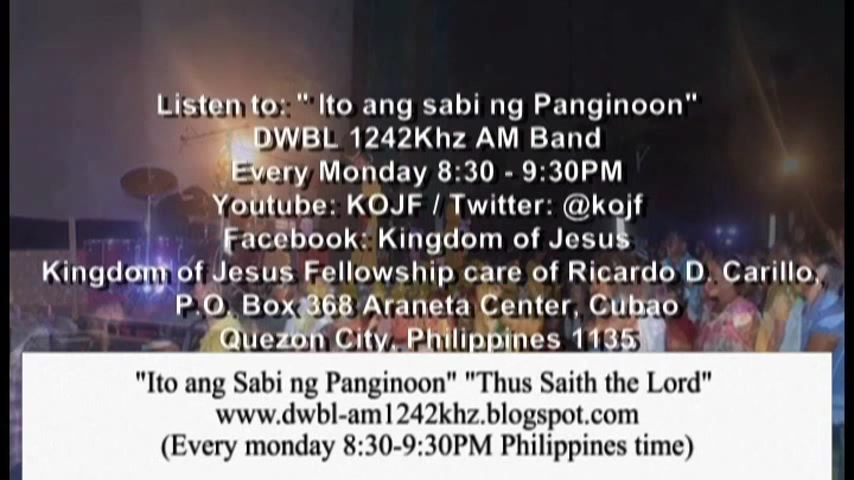 Listen to: " Ito ang sabi ng Panginoon"
DWBL 1242Khz AM Band
Every Monday 8:30 - 9:30PM
Youtube: KOJF / Twitter: @kojf
Facebook: Kingdom of Jesus
Kingdom of Jesus Fellowship care of Ricardo D. Carillo,
P.O. Box 368 Araneta Center, Cubao
Quezon City, Philippines 1135
"Ito ang Sabi ng Panginoon" "Thus Saith the Lord"
www.dwbl-am1242khz.blogspot.com
(Every monday 8:30-9:30PM Philippines time)